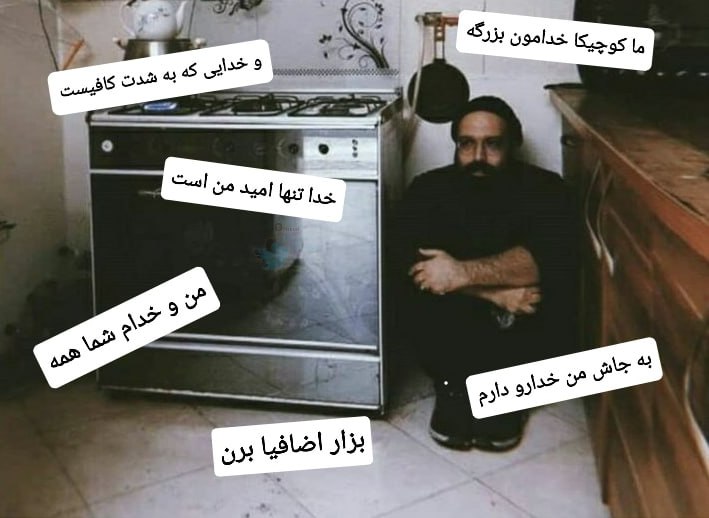 ما کوچیکا خدامون بزرگه
و خدایی که به شدت کافیست
خدا تنها امید من است
من و خدام شما همه
به جاش من خدارو دارم
بزار اضافیا برن